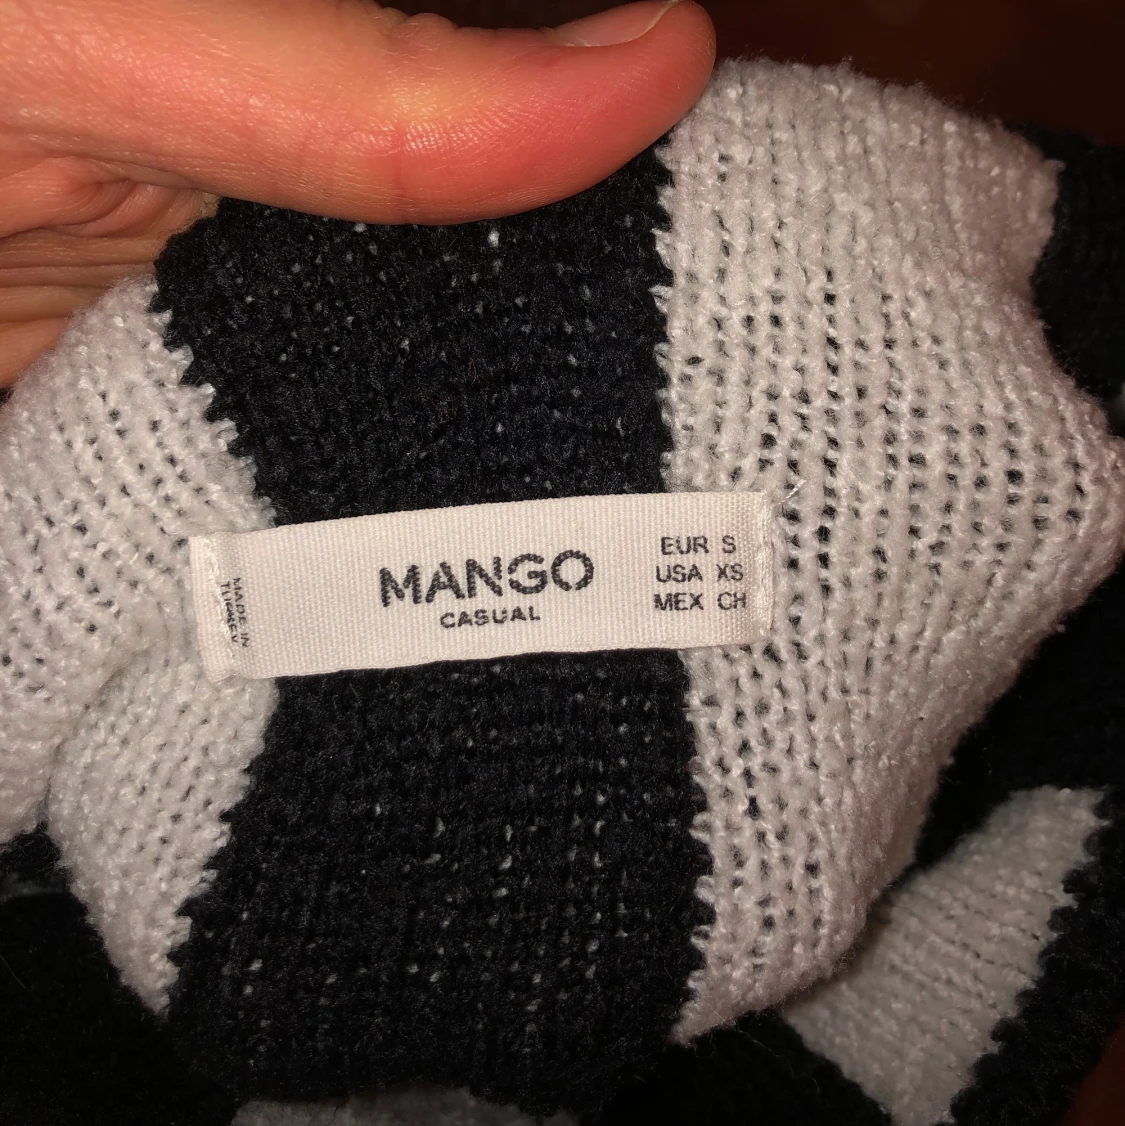 MANGO
CASUAL
EUR S
USA XS
MEX CH
MADE IN
TURKEY